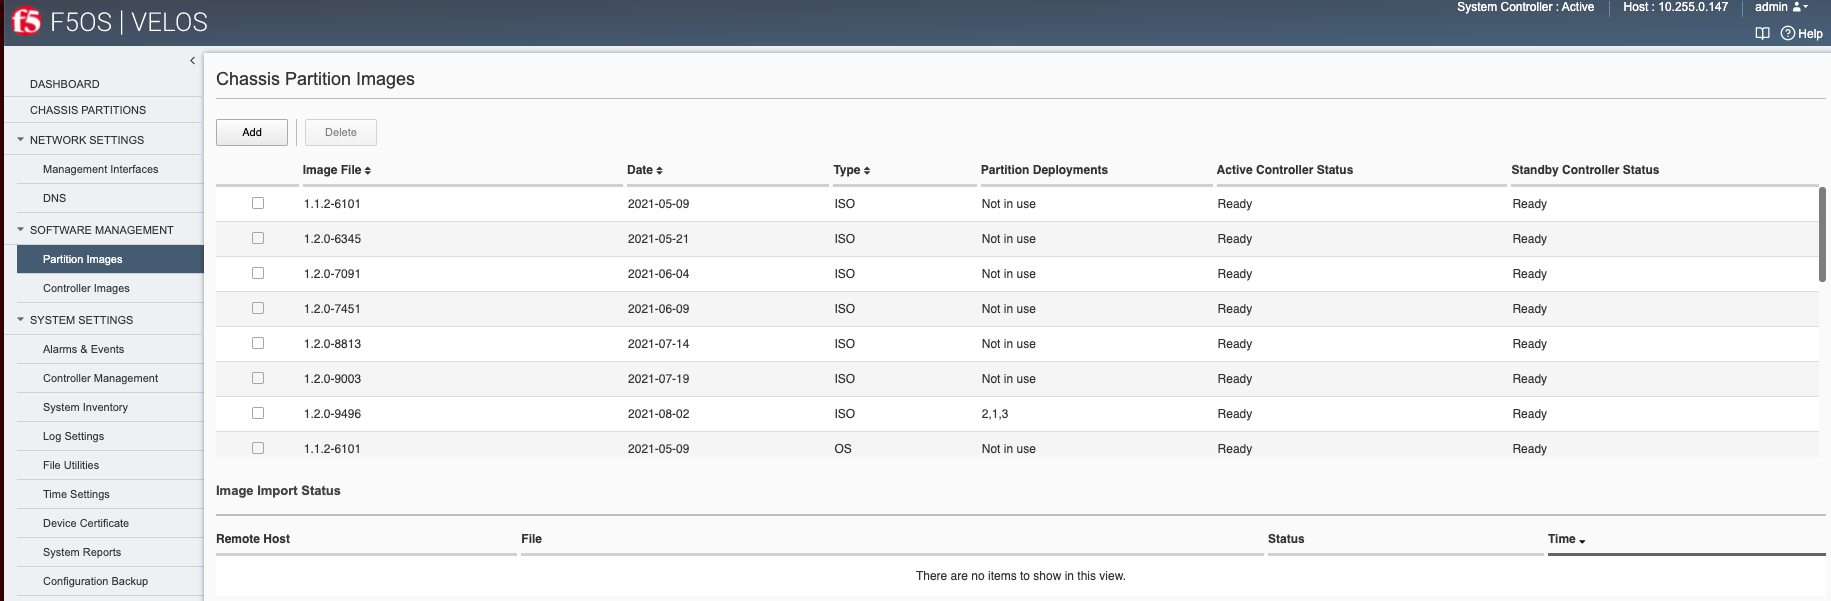 f5 F5OS | VELOS
System Controller : Active Host : 10.255.0.147 admin
Help
DASHBOARD
CHASSIS PARTITIONS
NETWORK SETTINGS
Management Interfaces
DNS
SOFTWARE MANAGEMENT
Partition Images
Controller Images
SYSTEM SETTINGS
Alarms & Events
Controller Management
System Inventory
Log Settings
File Utilities
Time Settings
Device Certificate
System Reports
Configuration Backup
Chassis Partition Images
Add Delete
Image File Date Type Partition Deployments Active Controller Status Standby Controller Status
1.1.2-6101 2021-05-09 ISO Not in use Ready Ready
1.2.0-6345 2021-05-21 ISO Not in use Ready Ready
1.2.0-7091 2021-06-04 ISO Not in use Ready Ready
1.2.0-7451 2021-06-09 ISO Not in use Ready Ready
1.2.0-8813 2021-07-14 ISO Not in use Ready Ready
1.2.0-9003 2021-07-19 ISO Not in use Ready Ready
1.2.0-9496 2021-08-02 ISO 2,1,3 Ready Ready
1.1.2-6101 2021-05-09 OS Not in use Ready Ready
Image Import Status
Remote Host File Status Time
There are no items to show in this view.